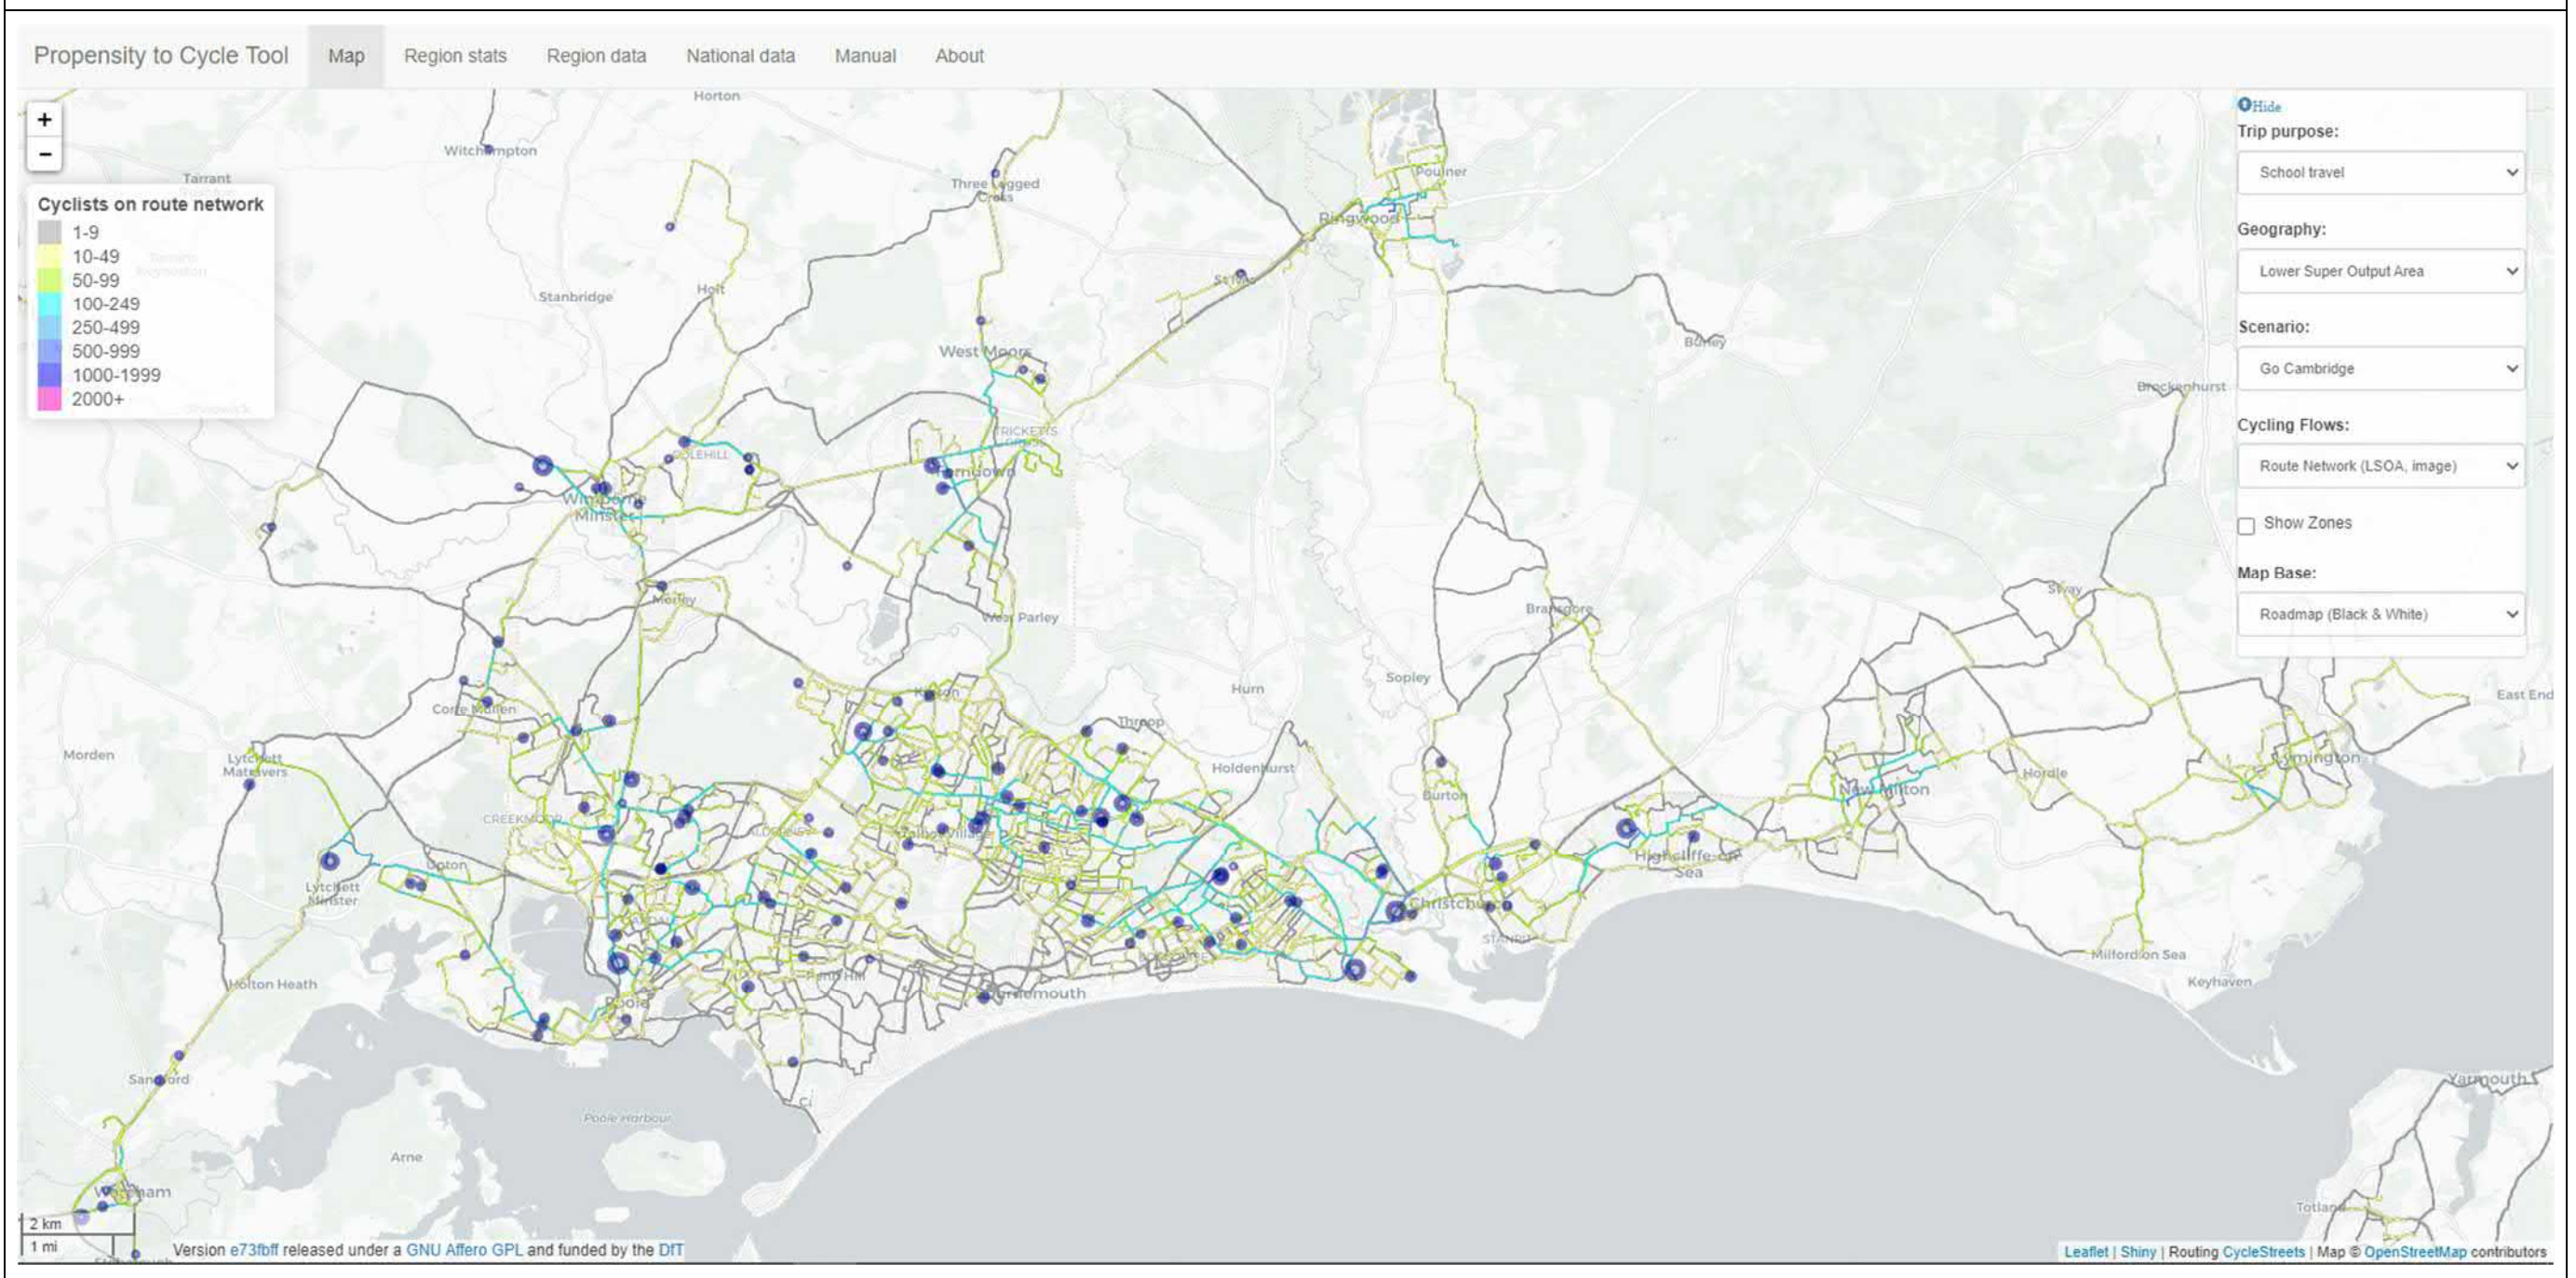 Propensity to Cycle Tool Map Region stats Region data National data Manual About
+
−
Cyclists on route network
1-9
10-49
50-99
100-249
250-499
500-999
1000-1999
2000+
Hide
Trip purpose:
School travel
Geography:
Lower Super Output Area
Scenario:
Go Cambridge
Cycling Flows:
Route Network (LSOA, image)
Show Zones
Map Base:
Roadmap (Black & White)
Horton
Witchampton
Tarrant
Three Legged
Cross
Poulner
Ringwood
Holt
Stanbridge
West Moors
Burley
Brockenhurst
TRICKETTS
CROSS
COLEHILL
Ferndown
Wimborne
Minster
Merley
West Parley
Bransgore
Sway
Sopley
Hurn
Kinson
East End
Corfe Mullen
Throop
Morden
Lytchett
Matravers
Holdenhurst
Lymington
Hordle
New Milton
Burton
CREEKMOOR
Upton
Highcliffe-on-
Sea
Lytchett
Minster
Christchurch
Milford on Sea
Penn Hill
Holton Heath
Keyhaven
Bournemouth
Poole
Sandford
Yarmouth
Poole Harbour
Arne
Wareham
Totland
2 km
1 mi
Version e73fbff released under a GNU Affero GPL and funded by the DfT
Leaflet | Shiny | Routing CycleStreets | Map © OpenStreetMap contributors